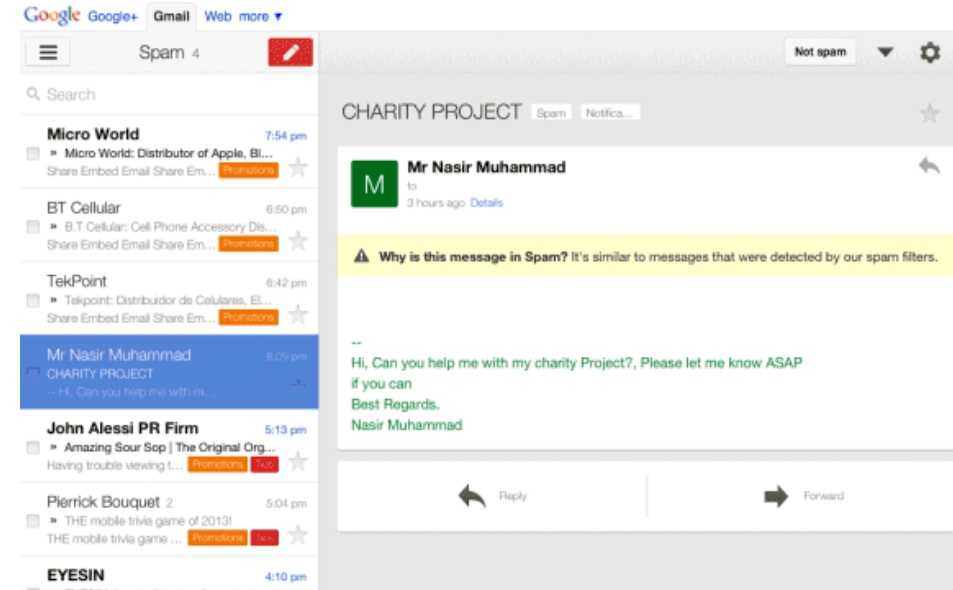 Google Google+ Gmail Web more ▼
Spam 4
Not spam
Search
CHARITY PROJECT Spam Notifica...
Micro World 7:54 pm
» Micro World: Distributor of Apple, Bl...
Share Embed Email Share Em... Promotions
BT Cellular 6:50 pm
» B.T Cellular: Cell Phone Accessory Dis...
Share Embed Email Share Em... Promotions
TekPoint 6:42 pm
» Tekpoint: Distribuidor de Celulares, El...
Share Embed Email Share Em... Promotions
Mr Nasir Muhammad 6:09 pm
CHARITY PROJECT
-- Hi, Can you help me with m...
John Alessi PR Firm 5:13 pm
» Amazing Sour Sop | The Original Org...
Having trouble viewing t... Promotions
Pierrick Bouquet 2 5:04 pm
» THE mobile trivia game of 2013!
THE mobile trivia game ... Promotions
EYESIN 4:10 pm
M
Mr Nasir Muhammad
to
3 hours ago Details
Why is this message in Spam? It's similar to messages that were detected by our spam filters.
--
Hi, Can you help me with my charity Project?, Please let me know ASAP
if you can
Best Regards.
Nasir Muhammad
Reply
Forward